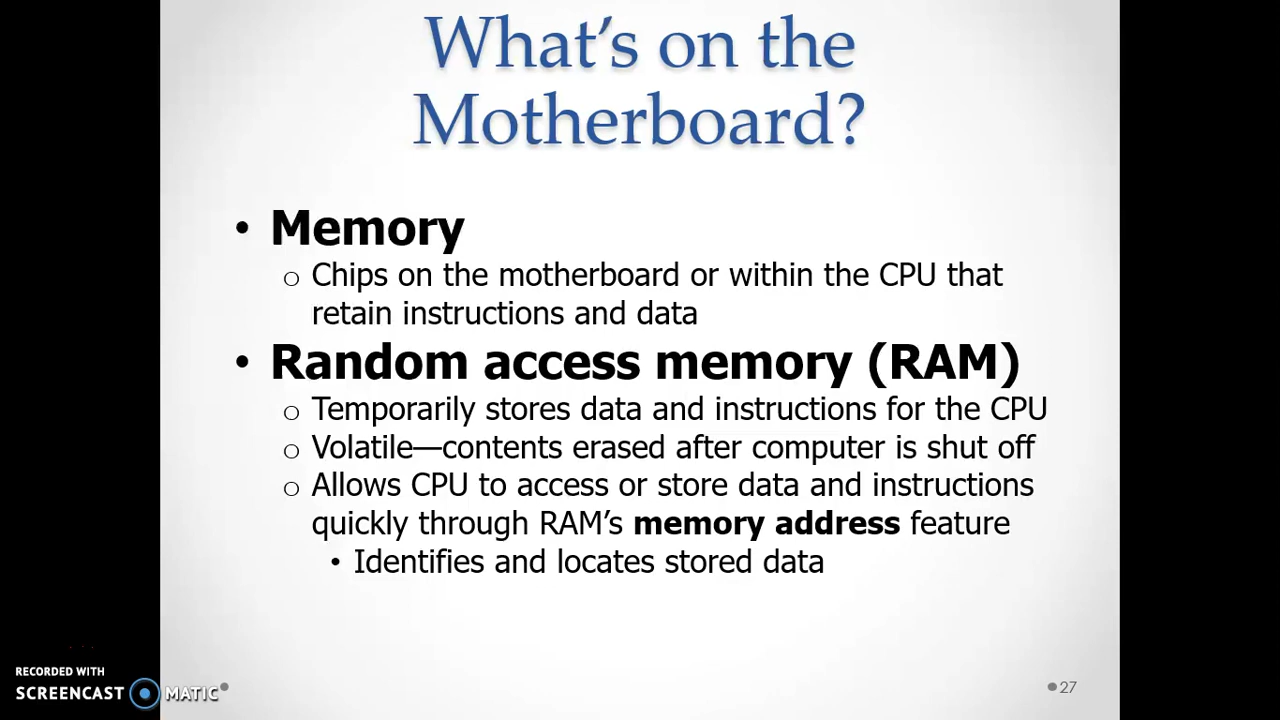 What’s on the
Motherboard?
• Memory
o Chips on the motherboard or within the CPU that
retain instructions and data
• Random access memory (RAM)
o Temporarily stores data and instructions for the CPU
o Volatile—contents erased after computer is shut off
o Allows CPU to access or store data and instructions
quickly through RAM’s memory address feature
• Identifies and locates stored data
RECORDED WITH
SCREENCAST MATIC
27